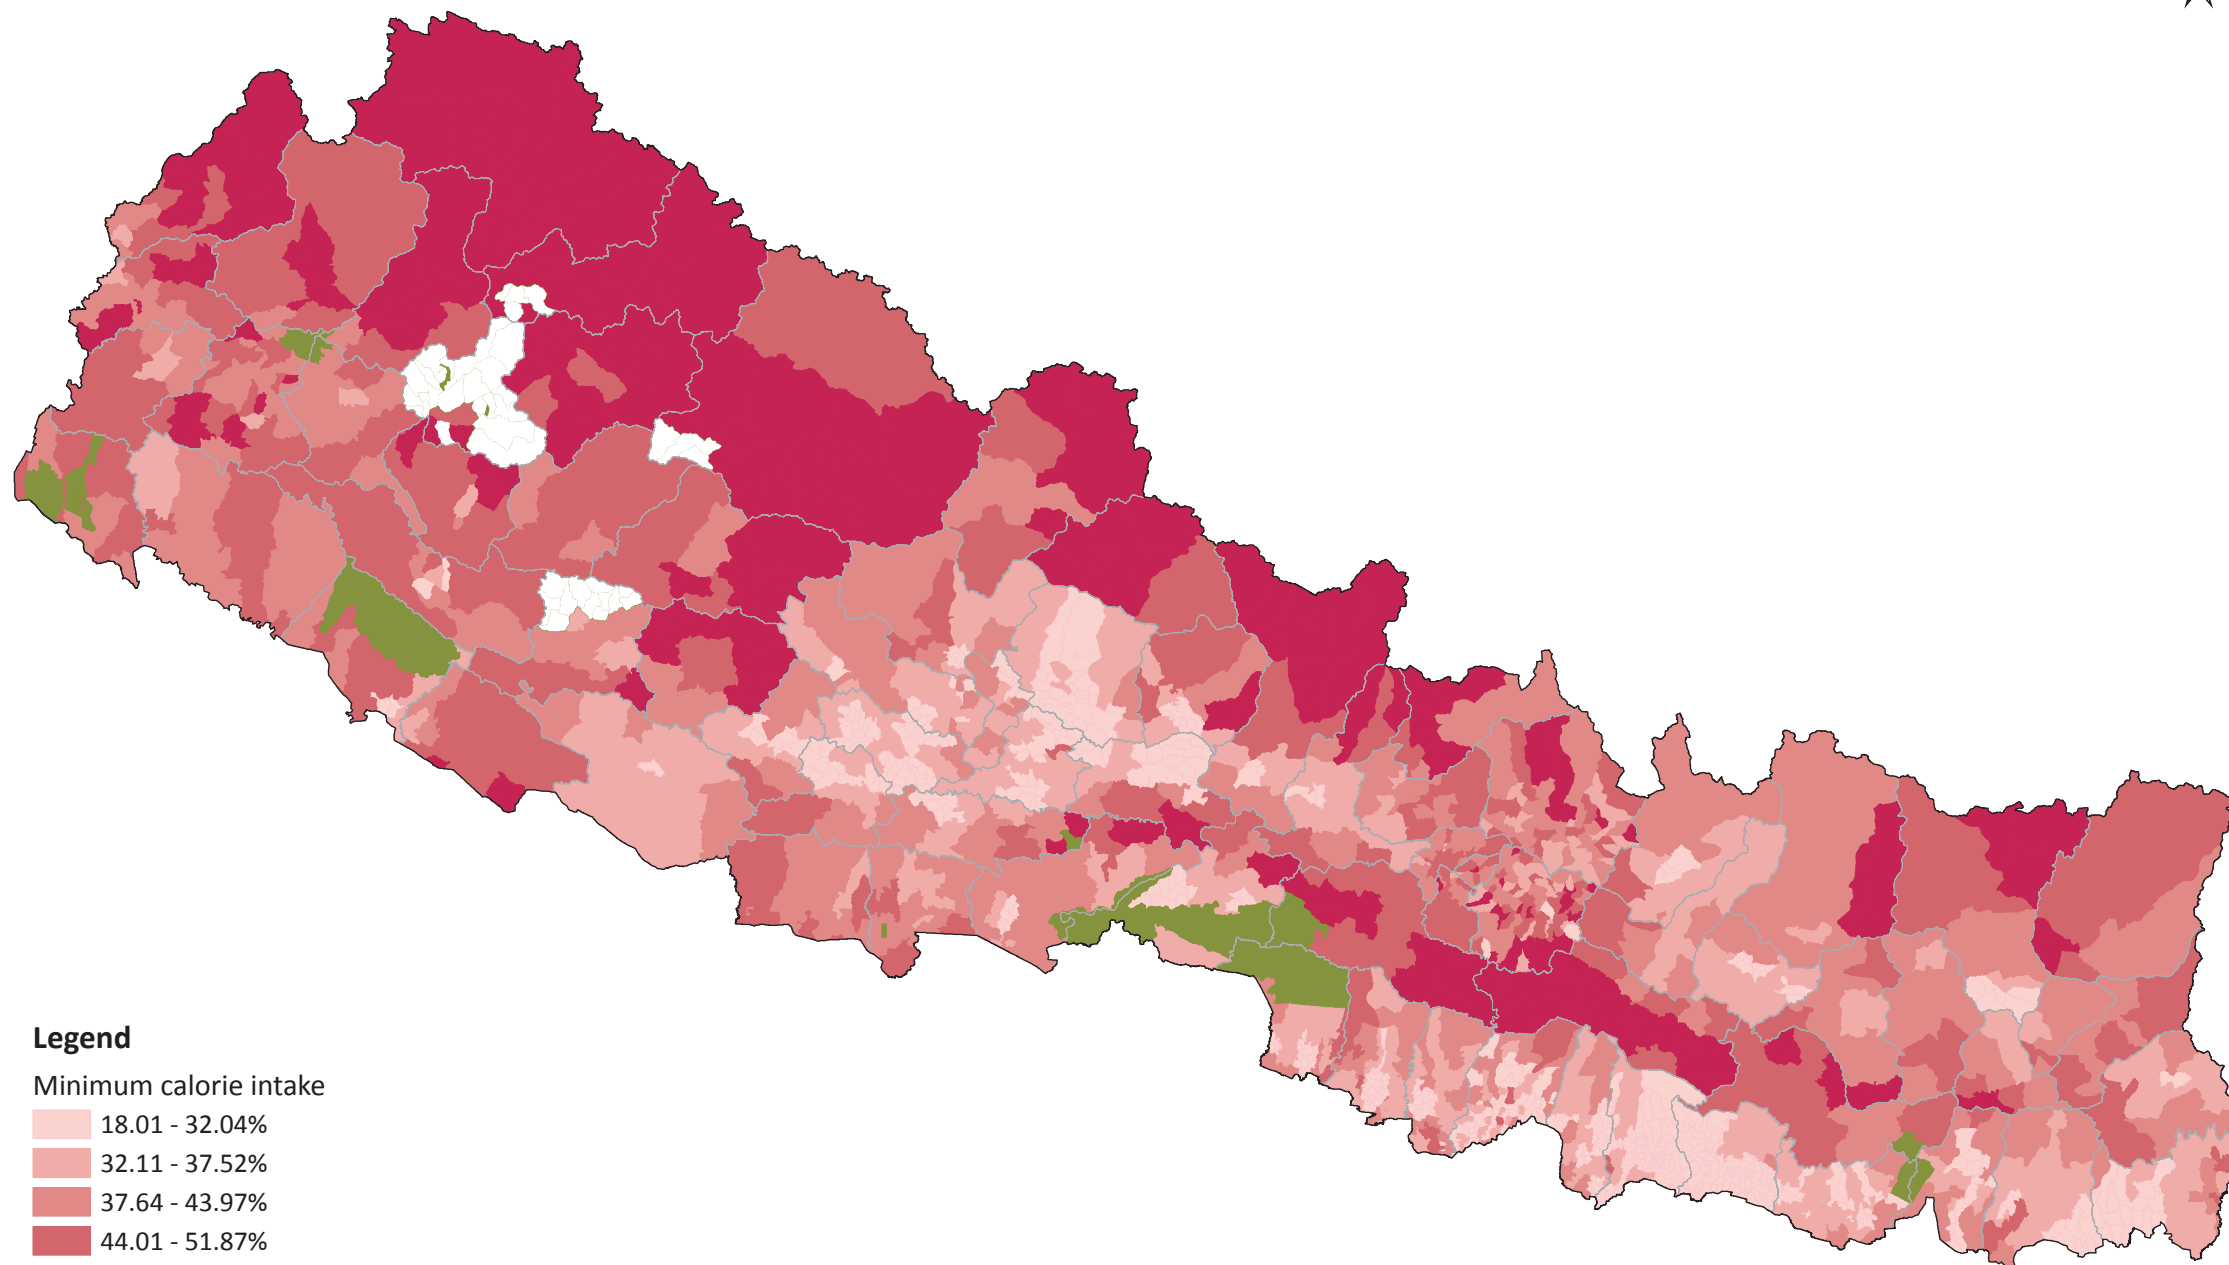 Legend
Minimum calorie intake
18.01 - 32.04%
32.11 - 37.52%
37.64 - 43.97%
44.01 - 51.87%